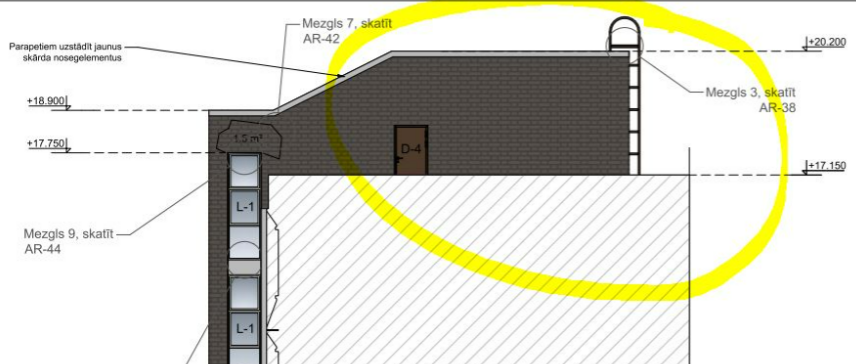 Mezgls 7, skatīt
AR-42
Parapetiem uzstādīt jaunus
skārda nosegelementus
+20.200
Mezgls 3, skatīt
AR-38
+18.900
1.5 m²
+17.750
D-4
+17.150
L-1
Mezgls 9, skatīt
AR-44
L-1